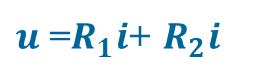 u =R₁i+ R₂i